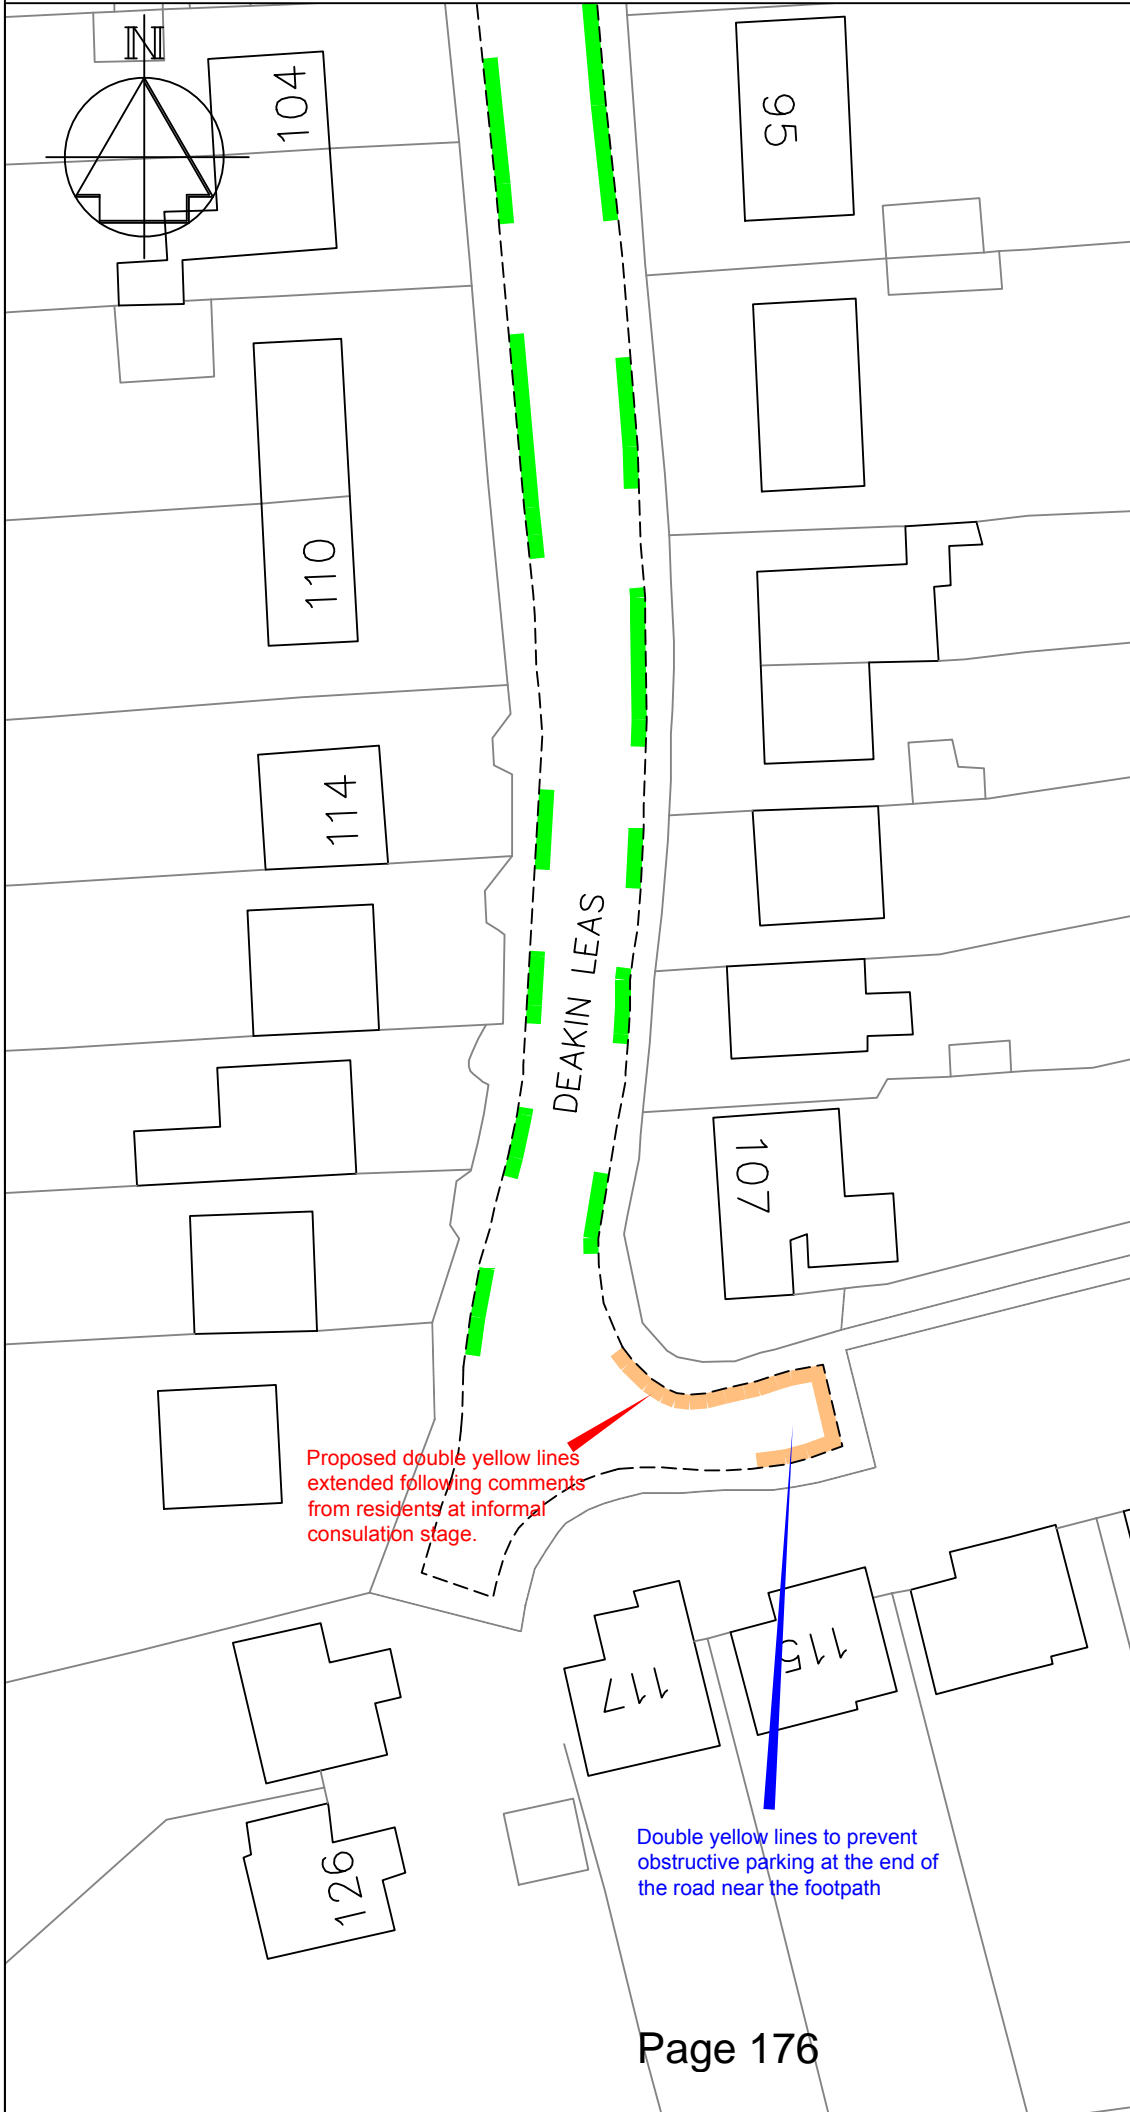 N
104
95
110
114
DEAKIN LEAS
107
Proposed double yellow lines
extended following comments
from residents at informal
consulation stage.
117
115
126
Double yellow lines to prevent
obstructive parking at the end of
the road near the footpath
Page 176